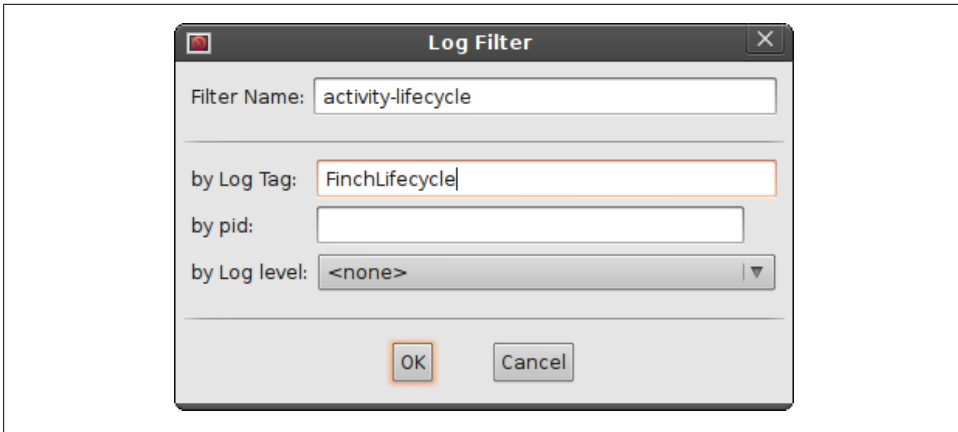 Log Filter
Filter Name: activity-lifecycle
by Log Tag: FinchLifecycle
by pid:
by Log level: <none>
OK Cancel